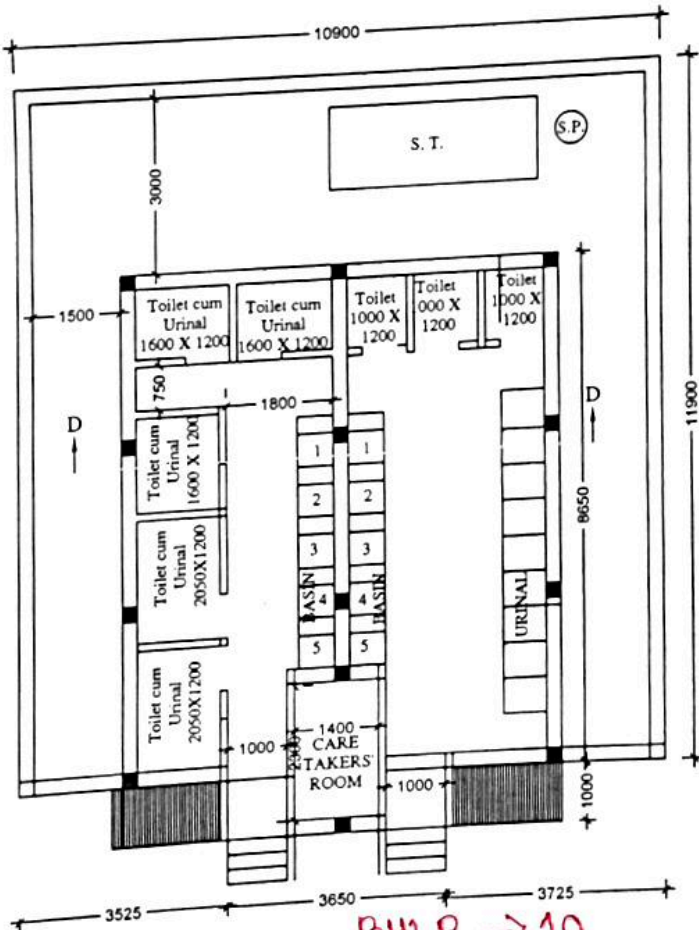 10900
S. T.
S.P.
3000
1500
Toilet cum
Urinal
1600 X 1200
Toilet cum
Urinal
1600 X 1200
Toilet
1000 X
1200
Toilet
000 X
1200
Toilet
1000 X
1200
750
1800
D
D
11900
8650
Toilet cum
Urinal
1600 X 1200
Toilet cum
Urinal
2050X1200
Toilet cum
Urinal
2050X1200
1
2
3
4
5
BASIN
1
2
3
4
5
BASIN
URINAL
1000
1400
CARE
TAKERS'
ROOM
1000
1000
3525
3650
3725